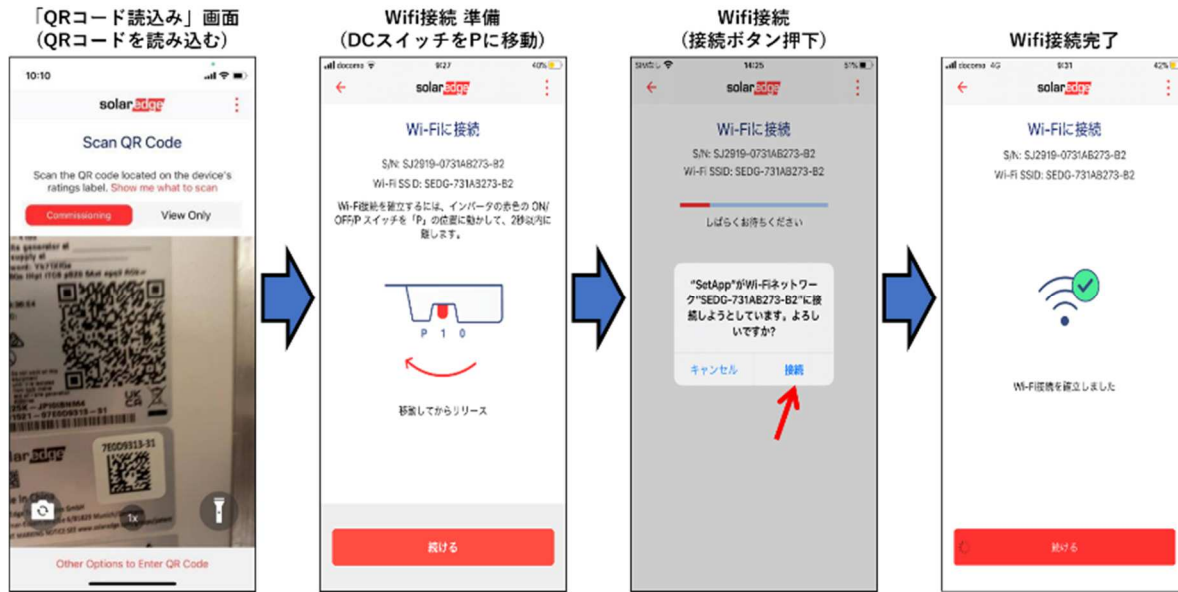 「QRコード読込み」画面
(QRコードを読み込む)
10:10
solaredge
Scan QR Code
Scan the QR code located on the device's
ratings label. Show me what to scan
Commissioning
View Only
7E0D9313-31
solaredge
1x
Other Options to Enter QR Code
Wifi接続 準備
(DCスイッチをPに移動)
docomo
9:27
40%
solaredge
Wi-Fiに接続
S/N: SJ2919-0731AB273-B2
Wi-Fi SSID: SEDG-731AB273-B2
Wi-Fi接続を確立するには、インバータの赤色の ON/
OFF/P スイッチを「P」の位置に動かして、2秒以内に
離します。
P 1 0
移動してからリリース
続ける
Wifi接続
(接続ボタン押下)
SIMなし
14:25
51%
solaredge
Wi-Fiに接続
S/N: SJ2919-0731AB273-B2
Wi-Fi SSID: SEDG-731AB273-B2
しばらくお待ちください
"SetApp"がWi-Fiネットワー
ク"SEDG-731AB273-B2"に接
続しようとしています。よろし
いですか?
キャンセル
接続
Wifi接続完了
docomo 4G
9:31
42%
solaredge
Wi-Fiに接続
S/N: SJ2919-0731AB273-B2
Wi-Fi SSID: SEDG-731AB273-B2
Wi-Fi接続を確立しました
続ける